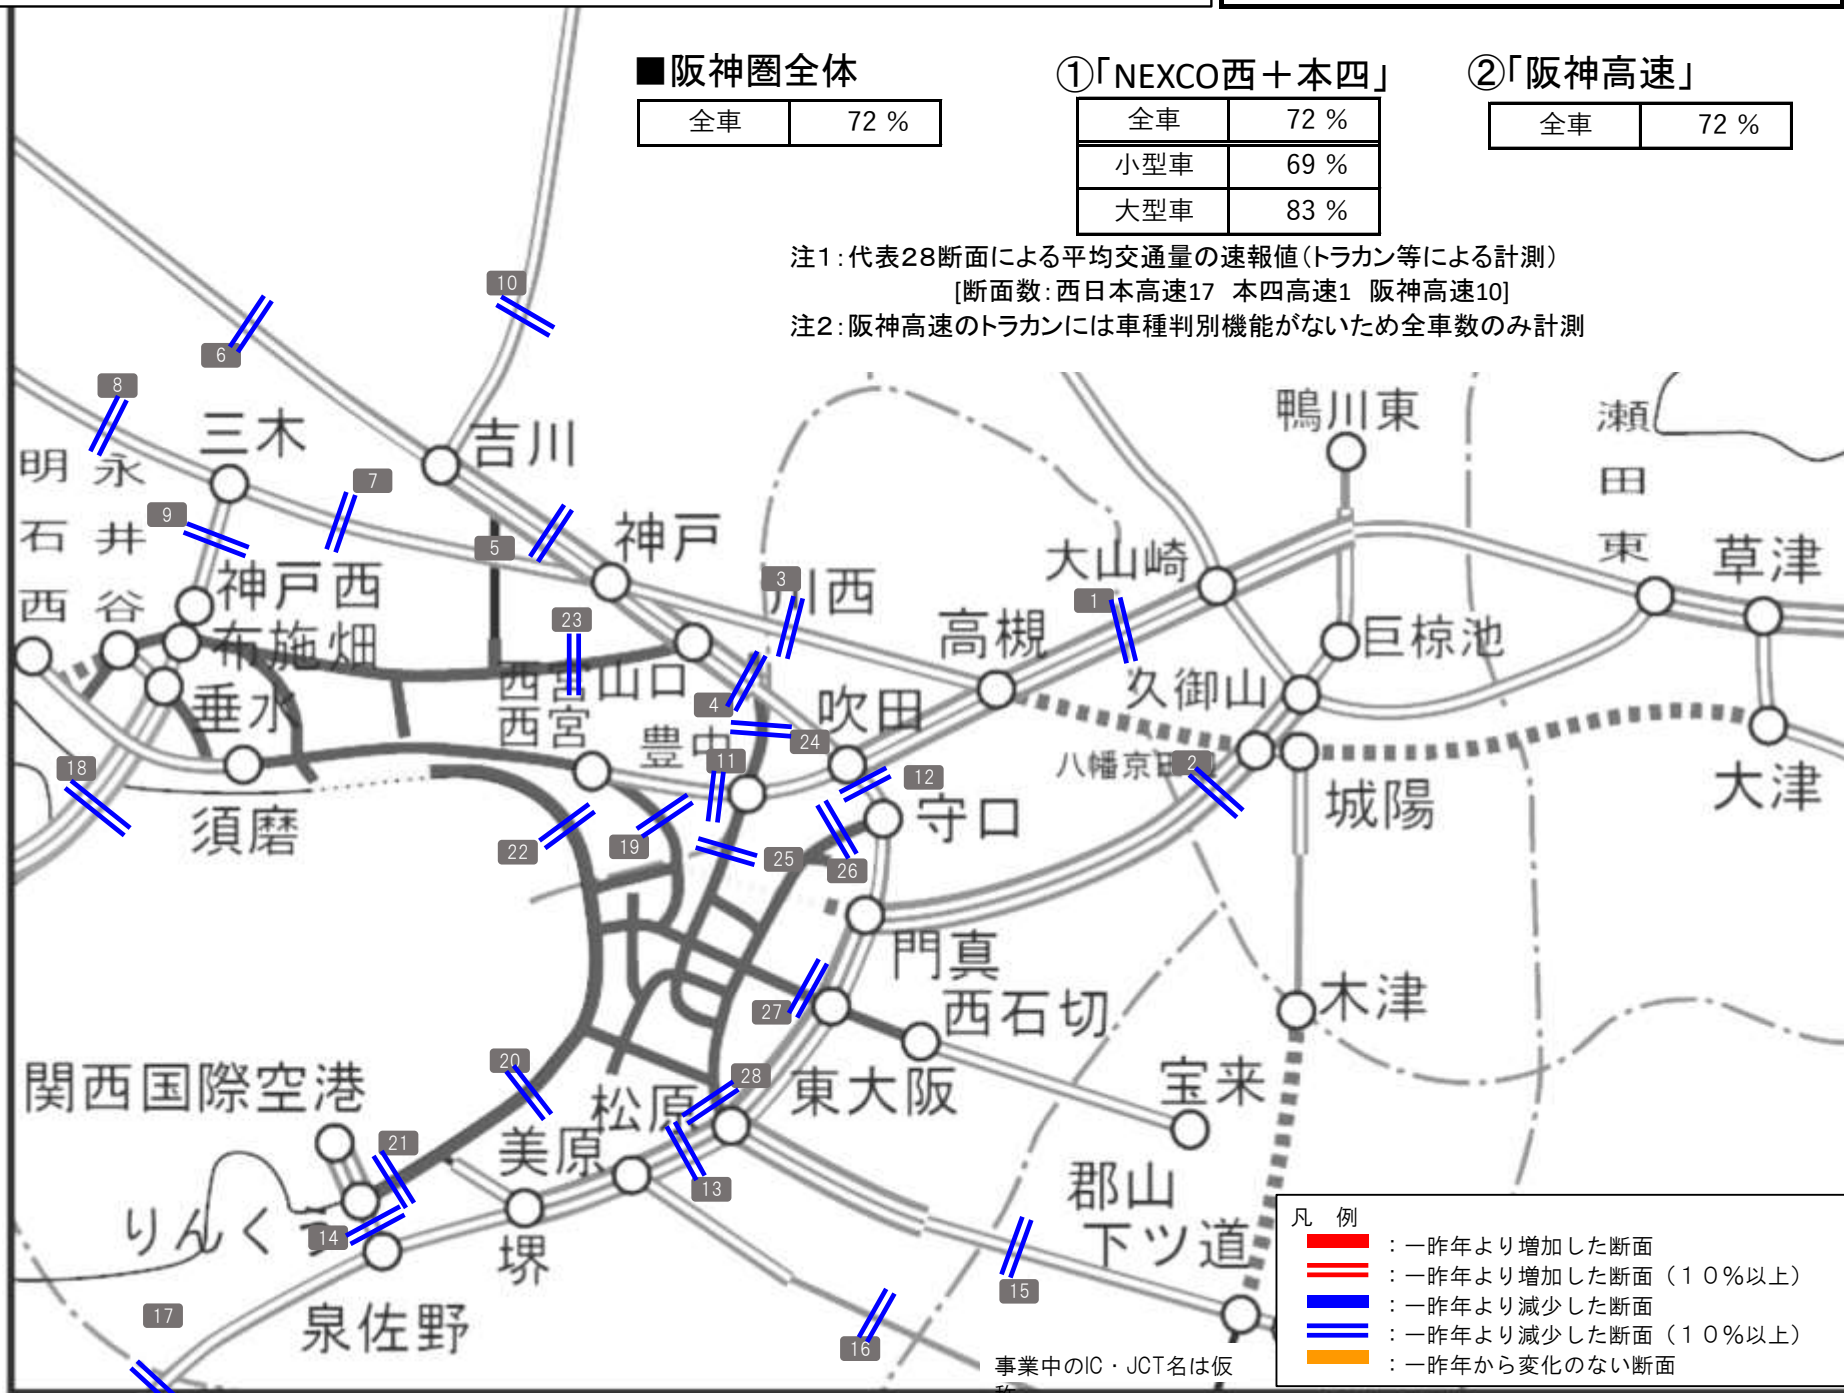 ■阪神圏全体
全車 72 %
①「NEXCO西＋本四」
全車 72 %
小型車 69 %
大型車 83 %
②「阪神高速」
全車 72 %
注１：代表２８断面による平均交通量の速報値（トラカン等による計測）
［断面数：西日本高速17 本四高速1 阪神高速10］
注２：阪神高速のトラカンには車種判別機能がないため全車数のみ計測
10
6
8
三木
吉川
鴨川東
瀬田東
明石西
永井谷
7
9
5
神戸
神戸西
3
川西
大山崎
1
草津
高槻
布施畑
23
西宮山口
巨椋池
久御山
垂水
4
吹田
西宮
豊中
24
八幡京田
2
18
11
12
城陽
大津
須磨
守口
22
19
25
26
門真
27
西石切
木津
関西国際空港
20
28
松原
東大阪
宝来
21
美原
13
郡山下ツ道
りんくう
14
堺
15
17
泉佐野
16
事業中のIC・JCT名は仮
凡 例
：一昨年より増加した断面
：一昨年より増加した断面（１０％以上）
：一昨年より減少した断面
：一昨年より減少した断面（１０％以上）
：一昨年から変化のない断面